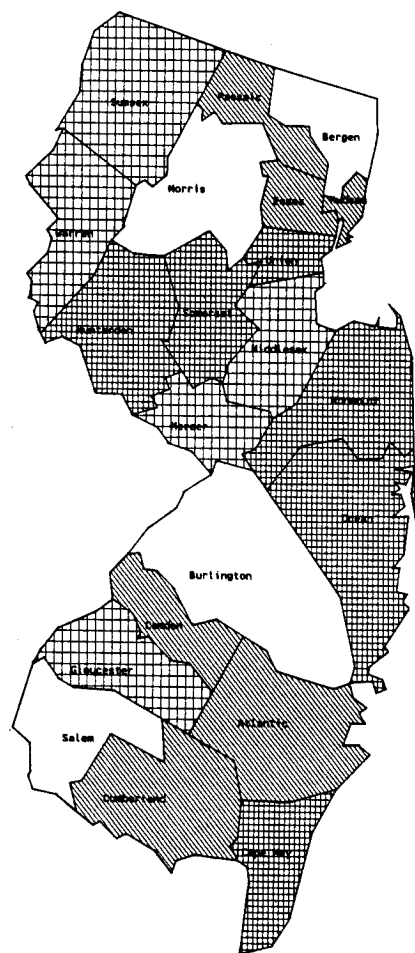 Sussex
Passaic
Bergen
Morris
Essex
Hudson
Warren
Union
Somerset
Hunterdon
Middlesex
Monmouth
Mercer
Ocean
Burlington
Camden
Gloucester
Atlantic
Salem
Cumberland
Cape May